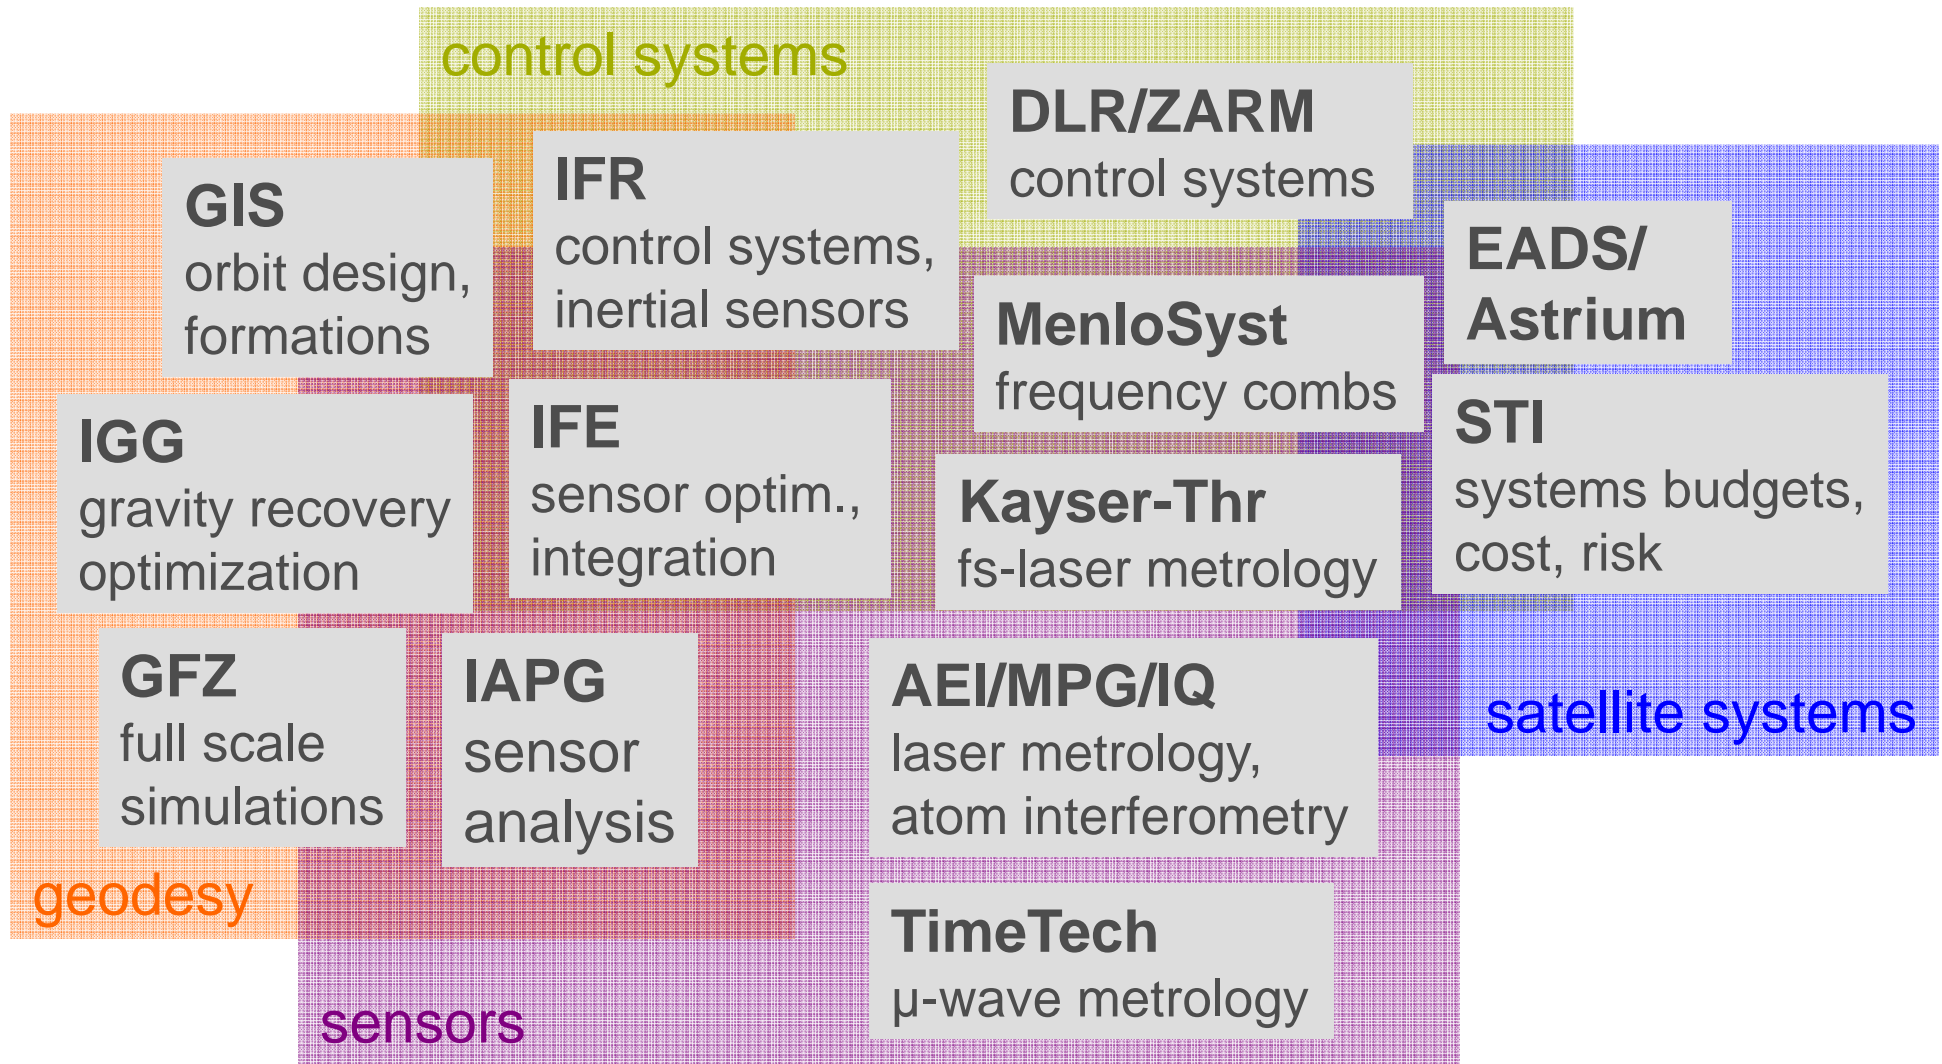 control systems
DLR/ZARM
control systems
IFR
control systems,
inertial sensors
GIS
orbit design,
formations
EADS/
Astrium
MenloSyst
frequency combs
IGG
gravity recovery
optimization
IFE
sensor optim.,
integration
STI
systems budgets,
cost, risk
Kayser-Thr
fs-laser metrology
GFZ
full scale
simulations
IAPG
sensor
analysis
AEI/MPG/IQ
laser metrology,
atom interferometry
satellite systems
geodesy
TimeTech
μ-wave metrology
sensors